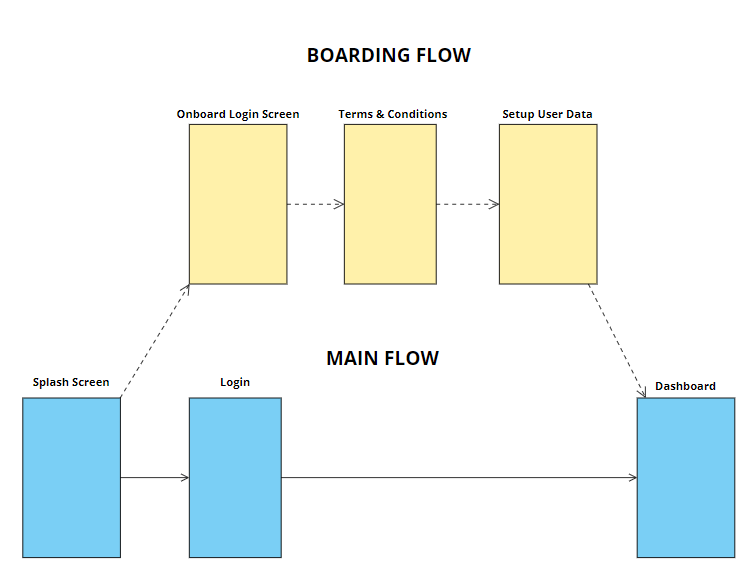 BOARDING FLOW
Onboard Login Screen
Terms & Conditions
Setup User Data
MAIN FLOW
Splash Screen
Login
Dashboard